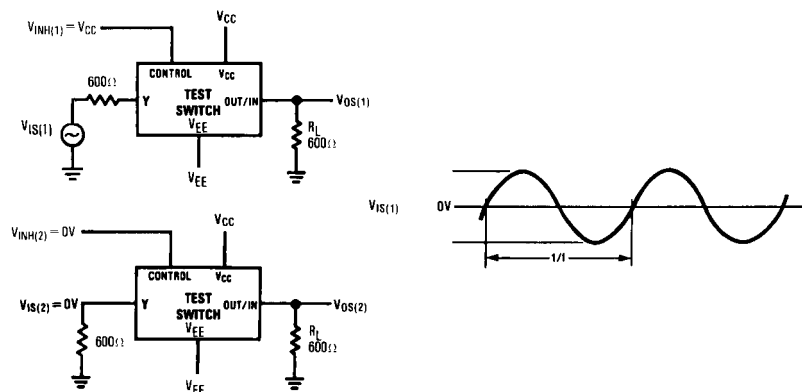 V_INH(1) = V_CC
V_CC
600Ω
CONTROL V_CC
Y TEST SWITCH OUT/IN
V_OS(1)
V_IS(1)
V_EE
R_L
600Ω
V_EE
V_INH(2) = 0V
V_CC
CONTROL V_CC
V_IS(2) = 0V
Y TEST SWITCH OUT/IN
V_OS(2)
V_EE
600Ω
R_L
600Ω
V_EE
V_IS(1) 0V
1/f